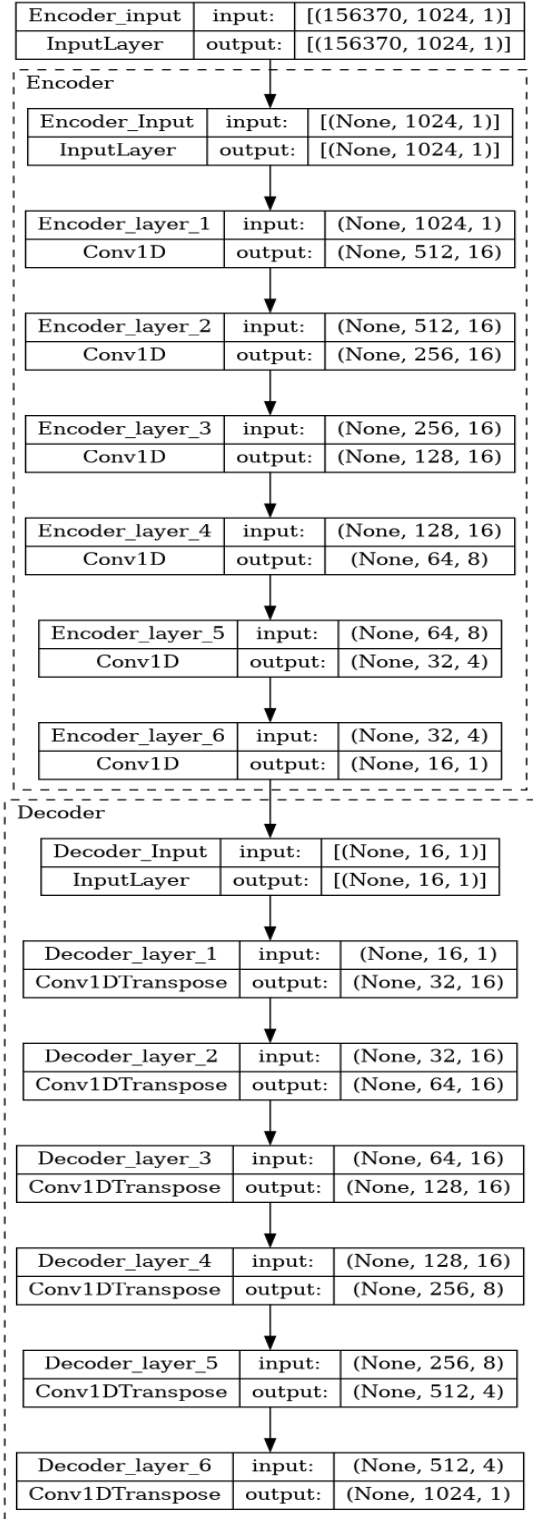 Encoder_input input: [(156370, 1024, 1)]
InputLayer output: [(156370, 1024, 1)]
Encoder
Encoder_Input input: [(None, 1024, 1)]
InputLayer output: [(None, 1024, 1)]
Encoder_layer_1 input: (None, 1024, 1)
Conv1D output: (None, 512, 16)
Encoder_layer_2 input: (None, 512, 16)
Conv1D output: (None, 256, 16)
Encoder_layer_3 input: (None, 256, 16)
Conv1D output: (None, 128, 16)
Encoder_layer_4 input: (None, 128, 16)
Conv1D output: (None, 64, 8)
Encoder_layer_5 input: (None, 64, 8)
Conv1D output: (None, 32, 4)
Encoder_layer_6 input: (None, 32, 4)
Conv1D output: (None, 16, 1)
Decoder
Decoder_Input input: [(None, 16, 1)]
InputLayer output: [(None, 16, 1)]
Decoder_layer_1 input: (None, 16, 1)
Conv1DTranspose output: (None, 32, 16)
Decoder_layer_2 input: (None, 32, 16)
Conv1DTranspose output: (None, 64, 16)
Decoder_layer_3 input: (None, 64, 16)
Conv1DTranspose output: (None, 128, 16)
Decoder_layer_4 input: (None, 128, 16)
Conv1DTranspose output: (None, 256, 8)
Decoder_layer_5 input: (None, 256, 8)
Conv1DTranspose output: (None, 512, 4)
Decoder_layer_6 input: (None, 512, 4)
Conv1DTranspose output: (None, 1024, 1)